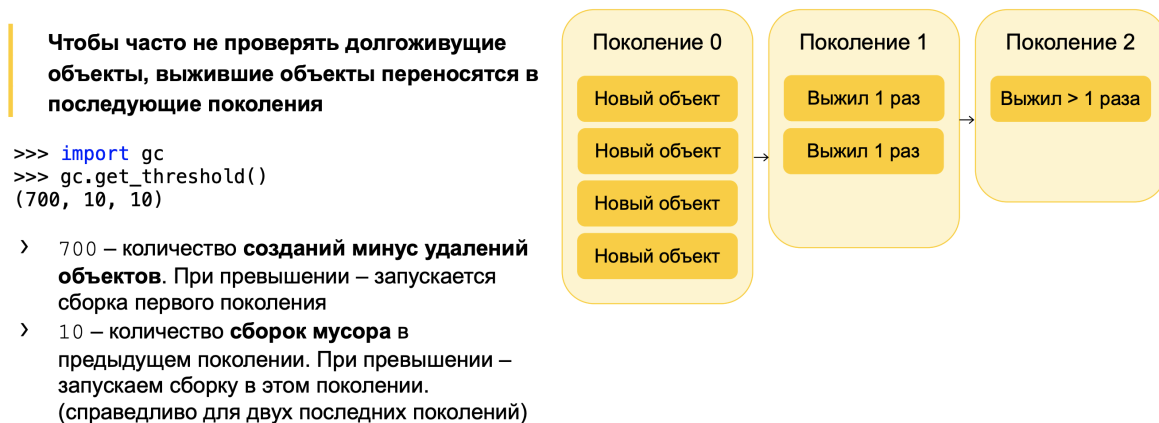 Чтобы часто не проверять долгоживущие
объекты, выжившие объекты переносятся в
последующие поколения
>>> import gc
>>> gc.get_threshold()
(700, 10, 10)
› 700 – количество созданий минус удалений
объектов. При превышении – запускается
сборка первого поколения
› 10 – количество сборок мусора в
предыдущем поколении. При превышении –
запускаем сборку в этом поколении.
(справедливо для двух последних поколений)
Поколение 0
Новый объект
Новый объект
Новый объект
Новый объект
Поколение 1
Выжил 1 раз
Выжил 1 раз
Поколение 2
Выжил > 1 раза